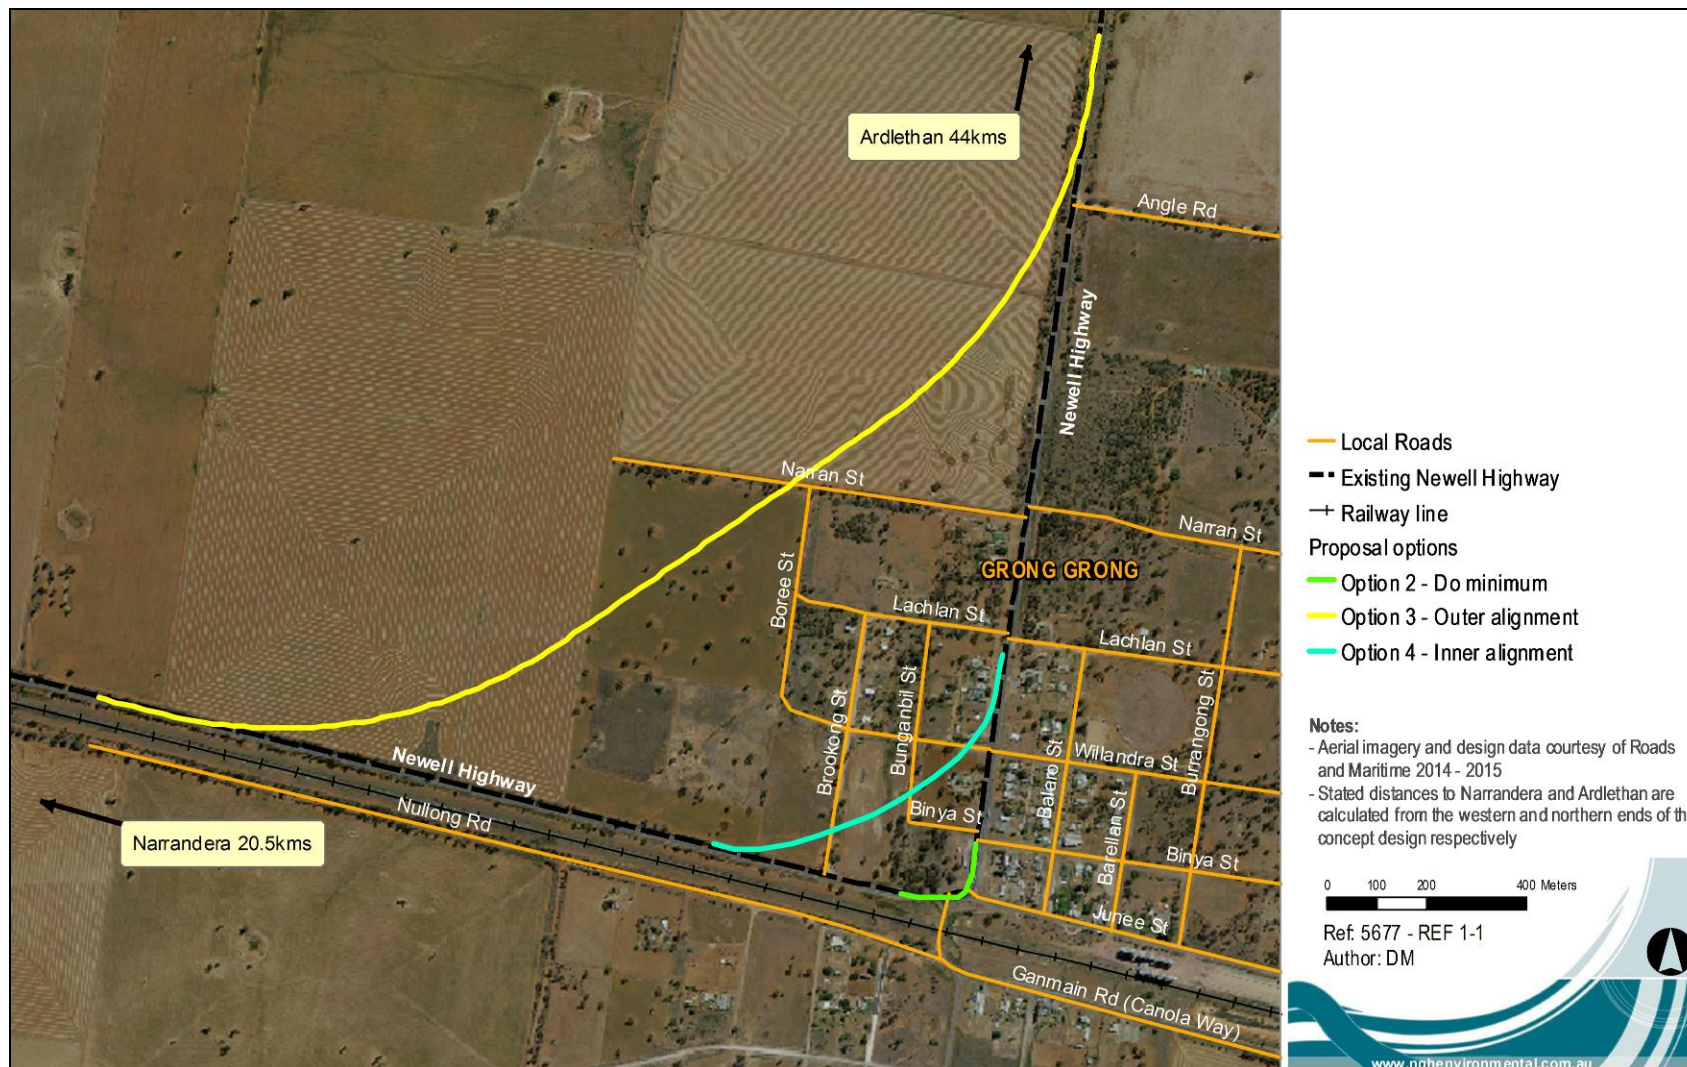 Ardlethan 44kms
Angle Rd
Newell Highway
Narran St
Narran St
GRONG GRONG
Boree St
Lachlan St
Lachlan St
Brookong St
Bunganbil St
Burrangong St
Balaro St
Willandra St
Newell Highway
Nullong Rd
Narrandera 20.5kms
Binya St
Barellan St
Binya St
Junee St
Ganmain Rd (Canola Way)
Local Roads
Existing Newell Highway
Railway line
Proposal options
Option 2 - Do minimum
Option 3 - Outer alignment
Option 4 - Inner alignment
Notes:
- Aerial imagery and design data courtesy of Roads
and Maritime 2014 - 2015
- Stated distances to Narrandera and Ardlethan are
calculated from the western and northern ends of th
concept design respectively
0 100 200 400 Meters
Ref: 5677 - REF 1-1
Author: DM
www.nghenvironmental.com.au